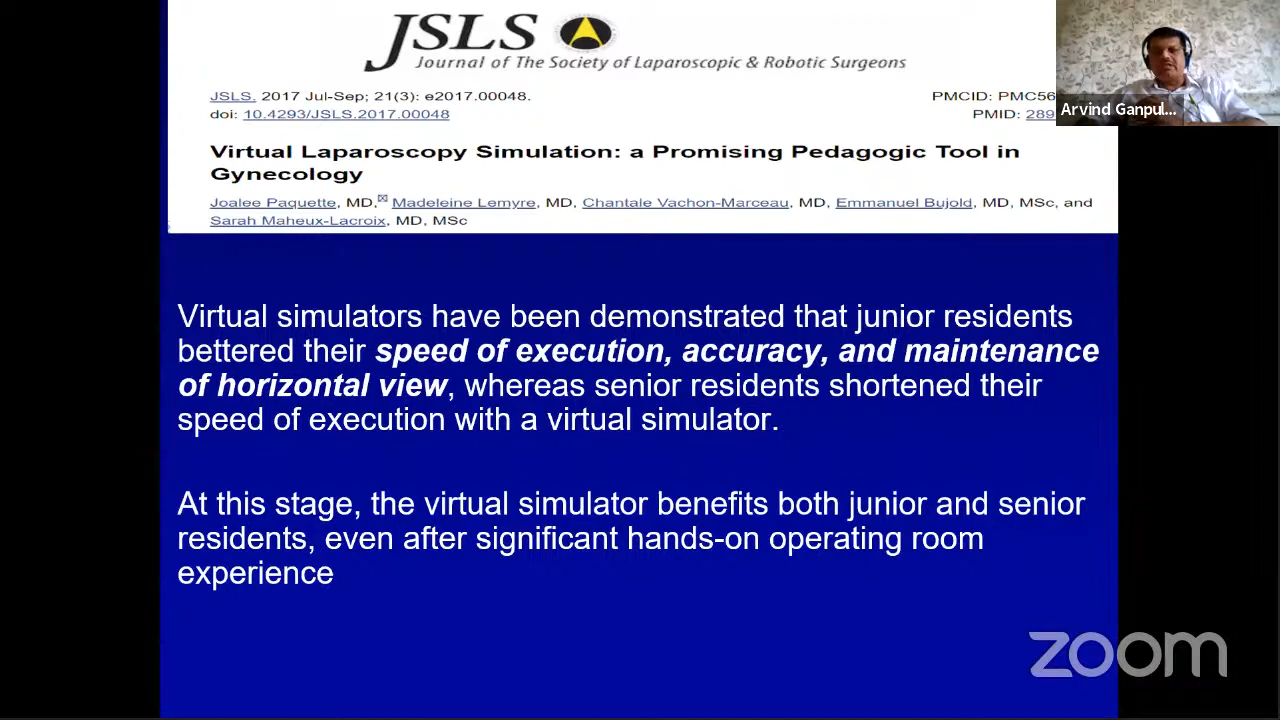 JSLS
Journal of The Society of Laparoscopic & Robotic Surgeons
JSLS. 2017 Jul-Sep; 21(3): e2017.00048.
doi: 10.4293/JSLS.2017.00048
PMCID: PMC56
PMID: 289
Arvind Ganpul...
Virtual Laparoscopy Simulation: a Promising Pedagogic Tool in
Gynecology
Joalee Paquette, MD, Madeleine Lemyre, MD, Chantale Vachon-Marceau, MD, Emmanuel Bujold, MD, MSc, and
Sarah Maheux-Lacroix, MD, MSc
Virtual simulators have been demonstrated that junior residents
bettered their speed of execution, accuracy, and maintenance
of horizontal view, whereas senior residents shortened their
speed of execution with a virtual simulator.
At this stage, the virtual simulator benefits both junior and senior
residents, even after significant hands-on operating room
experience
zoom